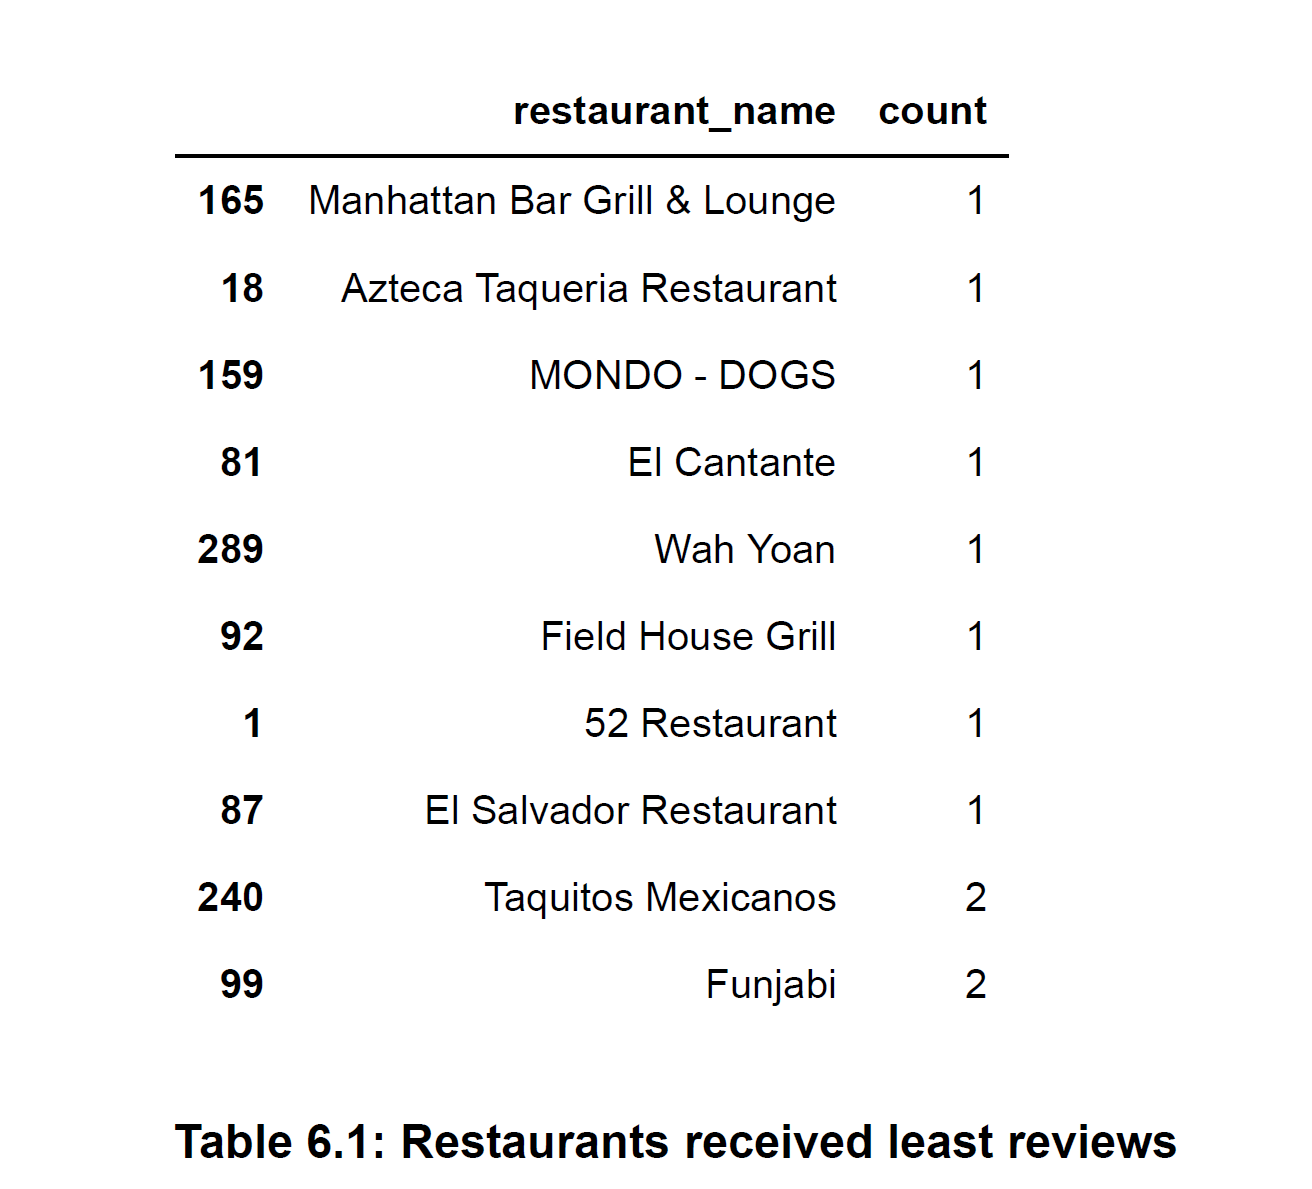 restaurant_name count
165 Manhattan Bar Grill & Lounge 1
18 Azteca Taqueria Restaurant 1
159 MONDO - DOGS 1
81 El Cantante 1
289 Wah Yoan 1
92 Field House Grill 1
1 52 Restaurant 1
87 El Salvador Restaurant 1
240 Taquitos Mexicanos 2
99 Funjabi 2
Table 6.1: Restaurants received least reviews